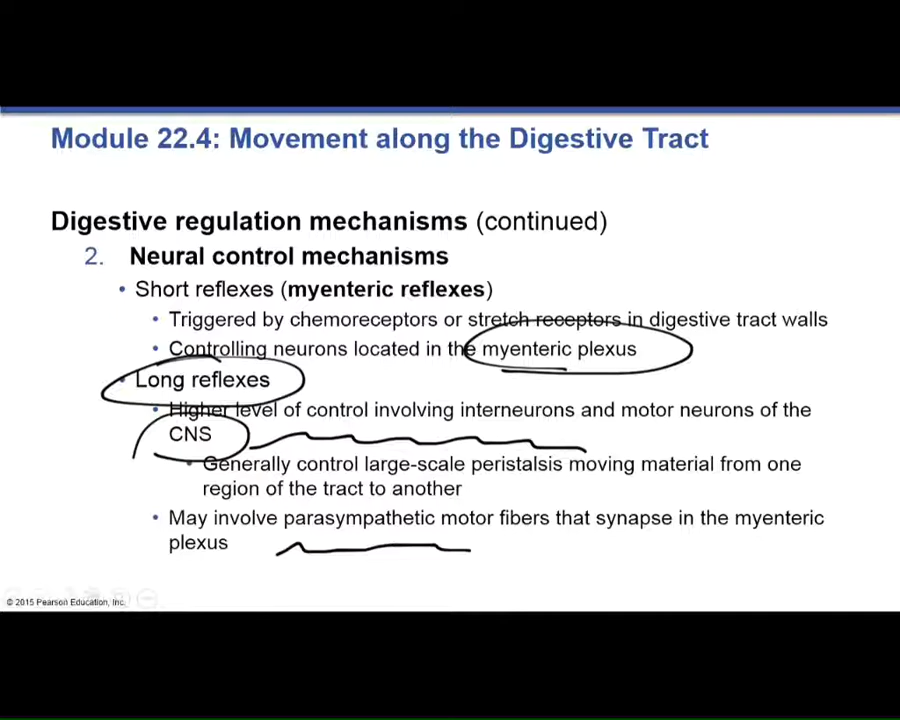 Module 22.4: Movement along the Digestive Tract
Digestive regulation mechanisms (continued)
2. Neural control mechanisms
• Short reflexes (myenteric reflexes)
• Triggered by chemoreceptors or stretch receptors in digestive tract walls
• Controlling neurons located in the myenteric plexus
• Long reflexes
• Higher level of control involving interneurons and motor neurons of the
CNS
• Generally control large-scale peristalsis moving material from one
region of the tract to another
• May involve parasympathetic motor fibers that synapse in the myenteric
plexus
© 2015 Pearson Education, Inc.